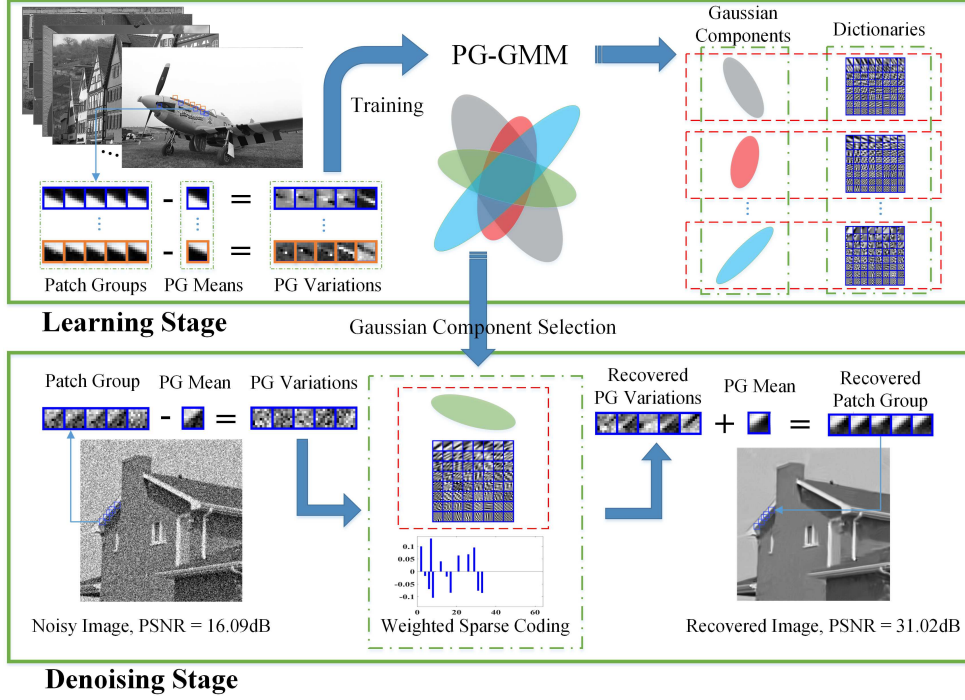 Gaussian
Components
Dictionaries
PG-GMM
Training
- =
- =
Patch Groups PG Means PG Variations
Learning Stage
Gaussian Component Selection
Patch Group PG Mean PG Variations
- =
Recovered
PG Variations
PG Mean
Recovered
Patch Group
+ =
0.1
0.05
0
-0.05
-0.1
0 20 40 60
Weighted Sparse Coding
Noisy Image, PSNR = 16.09dB
Recovered Image, PSNR = 31.02dB
Denoising Stage